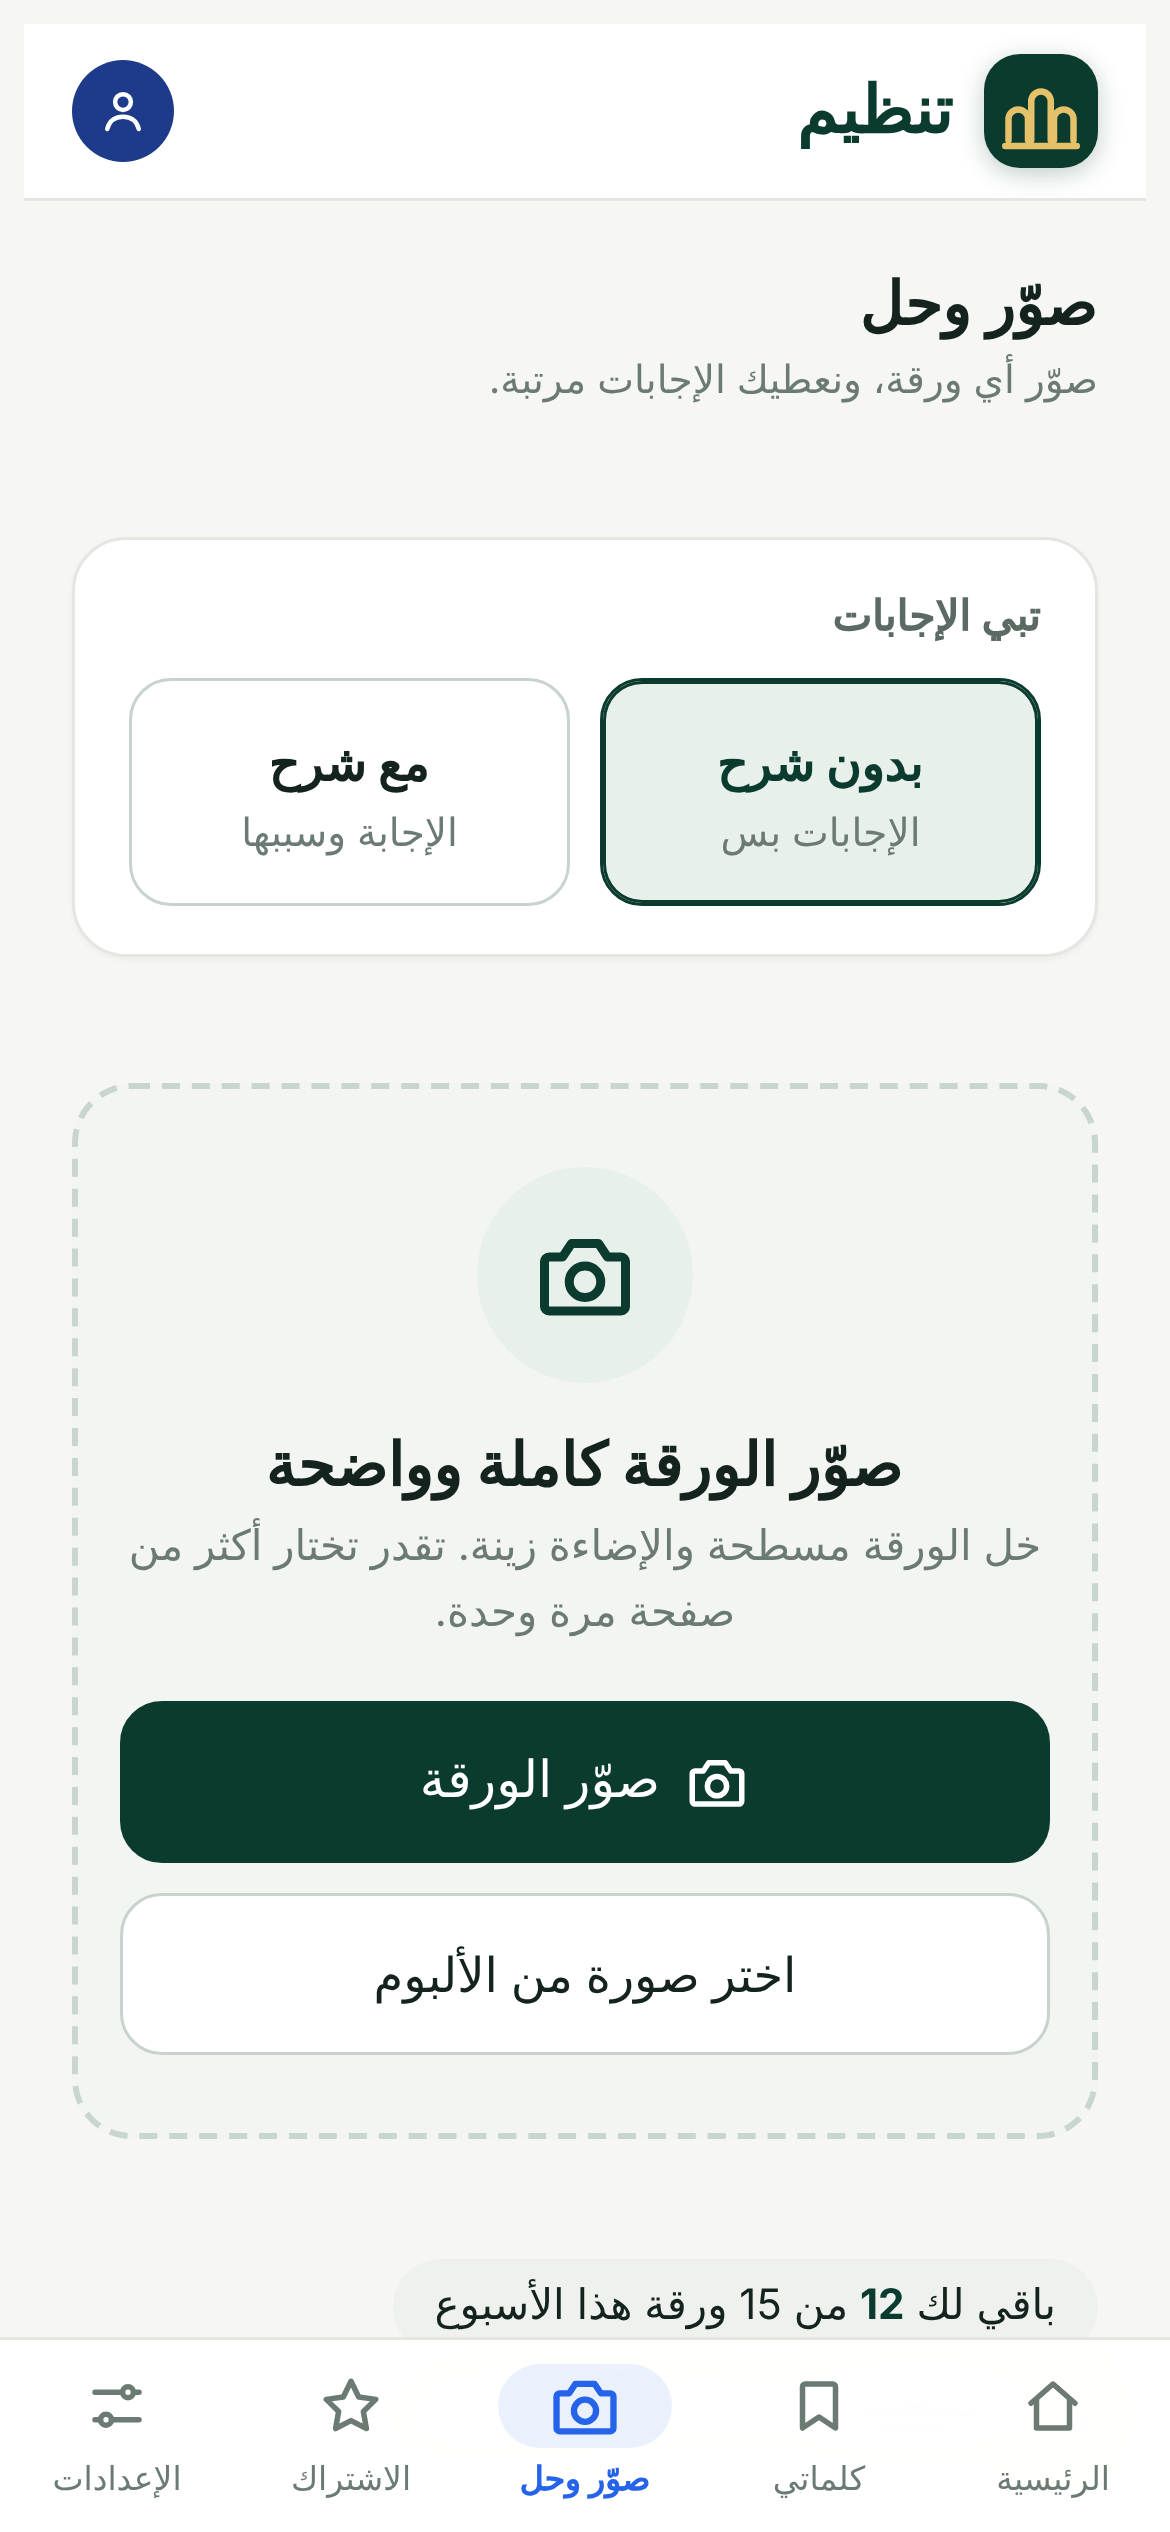 تنظيم
صوّر وحل
صوّر أي ورقة، ونعطيك الإجابات مرتبة.
تبي الإجابات
بدون شرح
الإجابات بس
مع شرح
الإجابة وسببها
صوّر الورقة كاملة وواضحة
خل الورقة مسطحة والإضاءة زينة. تقدر تختار أكثر من
صفحة مرة وحدة.
صوّر الورقة
اختر صورة من الألبوم
باقي لك 12 من 15 ورقة هذا الأسبوع
الرئيسية
كلماتي
صوّر وحل
الاشتراك
الإعدادات